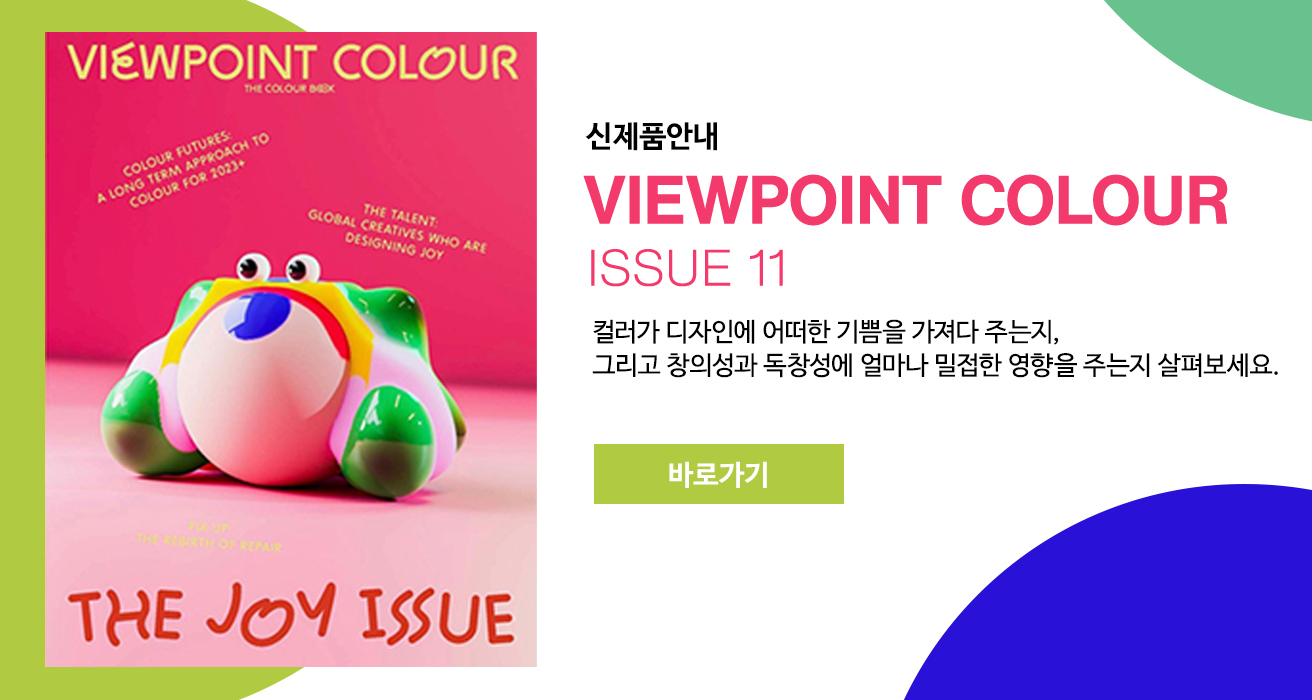 VIEWPOINT COLOUR
THE COLOUR BOOK
COLOUR FUTURES:
A LONG TERM APPROACH TO
COLOUR FOR 2023+
THE TALENT:
GLOBAL CREATIVES WHO ARE
DESIGNING JOY
FIX UP:
THE REBIRTH OF REPAIR
THE JOY ISSUE
신제품안내
VIEWPOINT COLOUR
ISSUE 11
컬러가 디자인에 어떠한 기쁨을 가져다 주는지,
그리고 창의성과 독창성에 얼마나 밀접한 영향을 주는지 살펴보세요.
바로가기